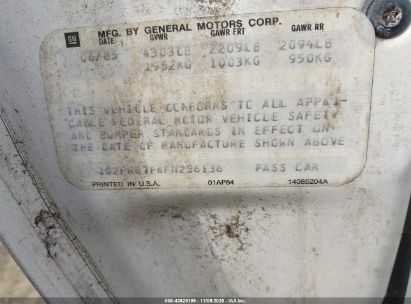 GM MFG. BY GENERAL MOTORS CORP.
DATE GVWR GAWR FRT GAWR RR
06/85 4303LB 2209LB 2094LB
1952KG 1003KG 950KG
THIS VEHICLE CONFORMS TO ALL APPLI-
CABLE FEDERAL MOTOR VEHICLE SAFETY
AND BUMPER STANDARDS IN EFFECT ON
THE DATE OF MANUFACTURE SHOWN ABOVE
PASS CAR
PRINTED IN U.S.A. 01AP84 14085204A